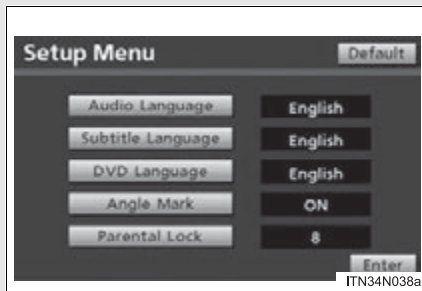 Setup Menu Default
Audio Language English
Subtitle Language English
DVD Language English
Angle Mark ON
Parental Lock 8
Enter
ITN34N038a